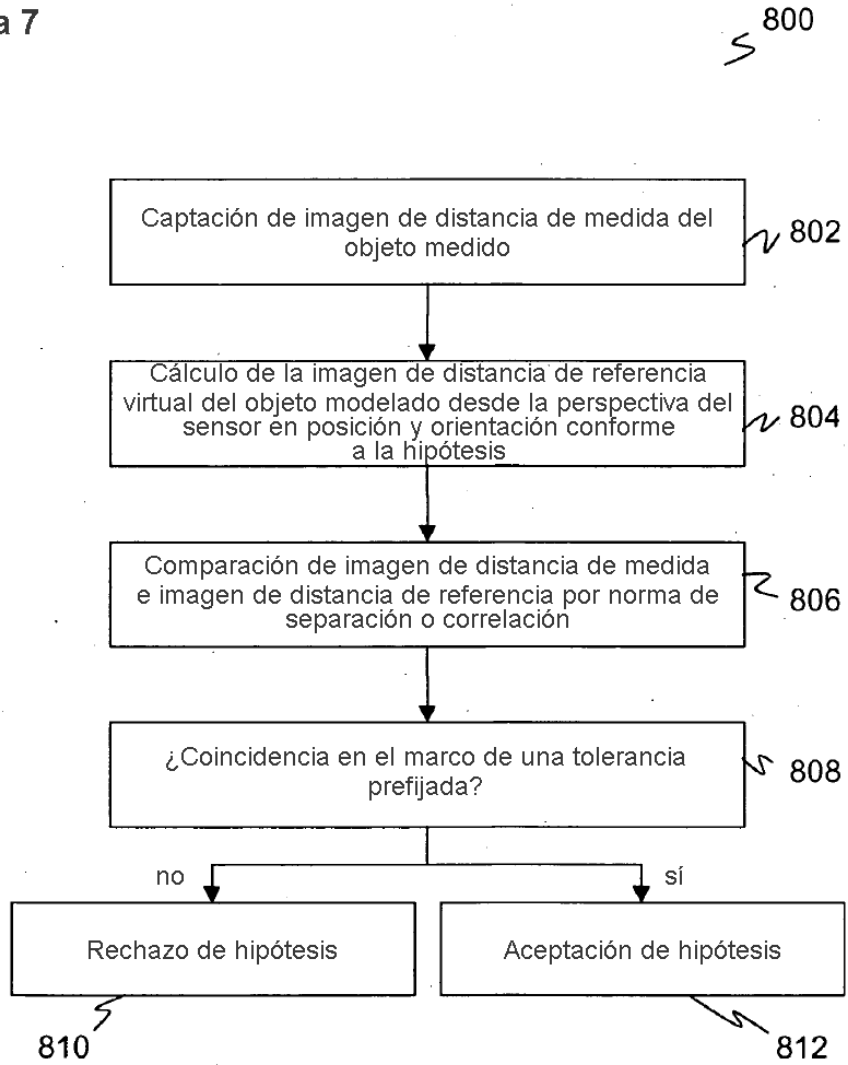 a 7
800
Captación de imagen de distancia de medida del
objeto medido
802
Cálculo de la imagen de distancia de referencia
virtual del objeto modelado desde la perspectiva del
sensor en posición y orientación conforme
a la hipótesis
804
Comparación de imagen de distancia de medida
e imagen de distancia de referencia por norma de
separación o correlación
806
¿Coincidencia en el marco de una tolerancia
prefijada?
808
no
sí
Rechazo de hipótesis
Aceptación de hipótesis
810
812